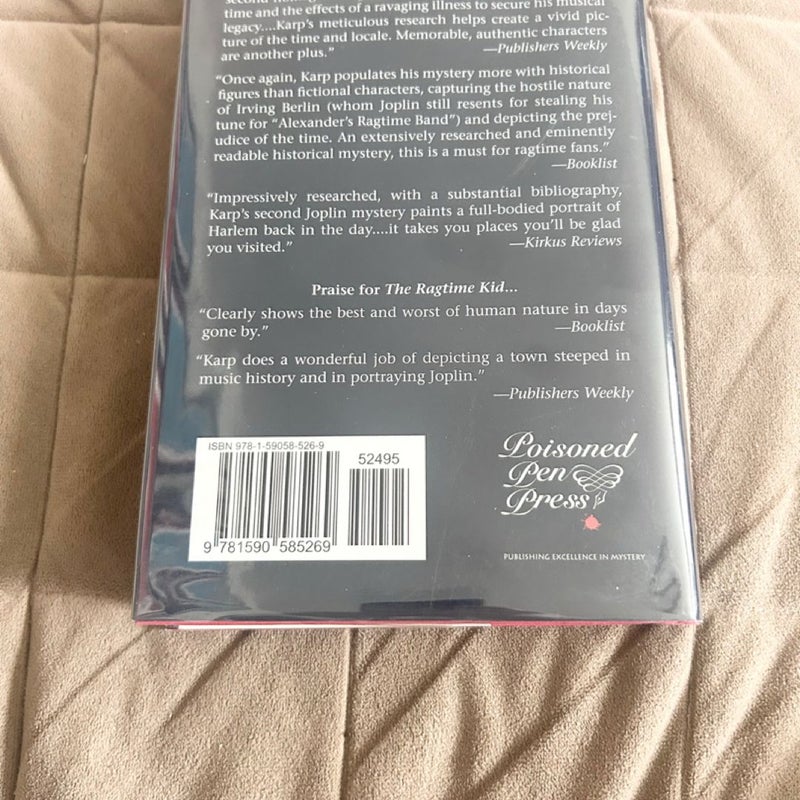 time and the effects of a ravaging illness to secure his musical
legacy....Karp's meticulous research helps create a vivid pic-
ture of the time and locale. Memorable, authentic characters
are another plus." —Publishers Weekly
"Once again, Karp populates his mystery more with historical
figures than fictional characters, capturing the hostile nature
of Irving Berlin (whom Joplin still resents for stealing his
tune for "Alexander's Ragtime Band") and depicting the prej-
udice of the time. An extensively researched and eminently
readable historical mystery, this is a must for ragtime fans."
—Booklist
"Impressively researched, with a substantial bibliography,
Karp's second Joplin mystery paints a full-bodied portrait of
Harlem back in the day....it takes you places you'll be glad
you visited." —Kirkus Reviews
Praise for The Ragtime Kid...
"Clearly shows the best and worst of human nature in days
gone by." —Booklist
"Karp does a wonderful job of depicting a town steeped in
music history and in portraying Joplin."
—Publishers Weekly
ISBN 978-1-59058-526-9
52495
9 781590 585269
Poisoned
Pen
Press
PUBLISHING EXCELLENCE IN MYSTERY